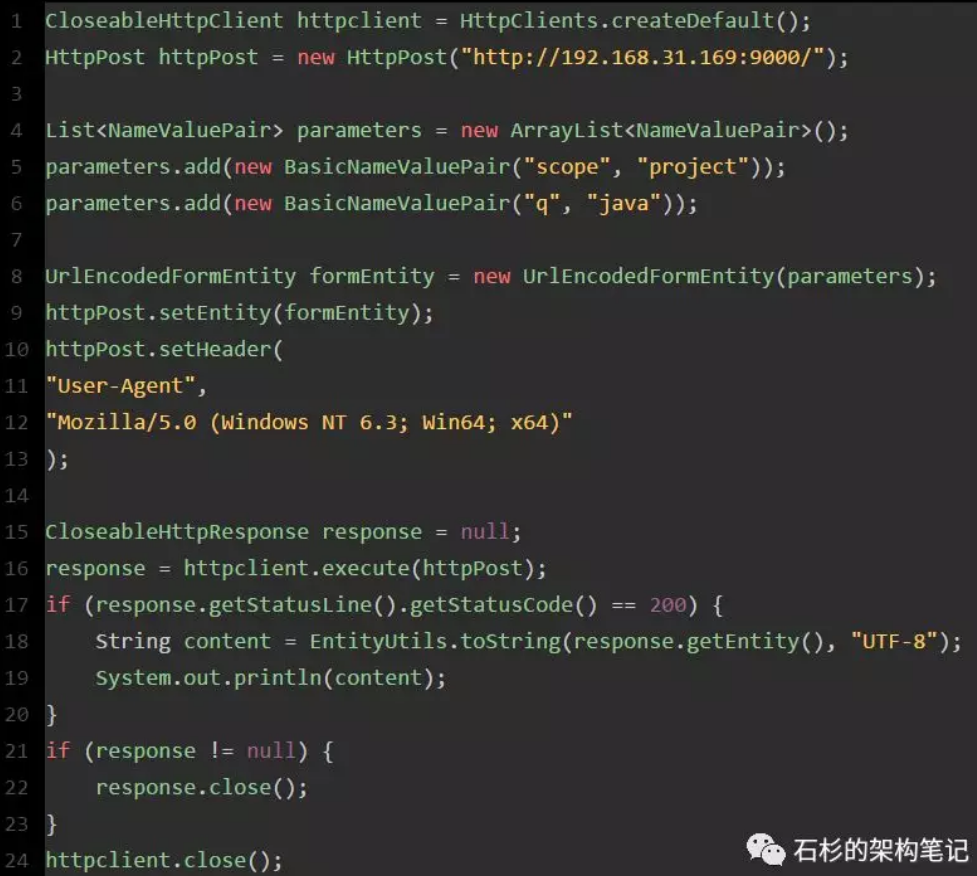 1 CloseableHttpClient httpclient = HttpClients.createDefault();
2 HttpPost httpPost = new HttpPost("http://192.168.31.169:9000/");
3
4 List<NameValuePair> parameters = new ArrayList<NameValuePair>();
5 parameters.add(new BasicNameValuePair("scope", "project"));
6 parameters.add(new BasicNameValuePair("q", "java"));
7
8 UrlEncodedFormEntity formEntity = new UrlEncodedFormEntity(parameters);
9 httpPost.setEntity(formEntity);
10 httpPost.setHeader(
11 "User-Agent",
12 "Mozilla/5.0 (Windows NT 6.3; Win64; x64)"
13 );
14
15 CloseableHttpResponse response = null;
16 response = httpclient.execute(httpPost);
17 if (response.getStatusLine().getStatusCode() == 200) {
18     String content = EntityUtils.toString(response.getEntity(), "UTF-8");
19     System.out.println(content);
20 }
21 if (response != null) {
22     response.close();
23 }
24 httpclient.close();
石杉的架构笔记